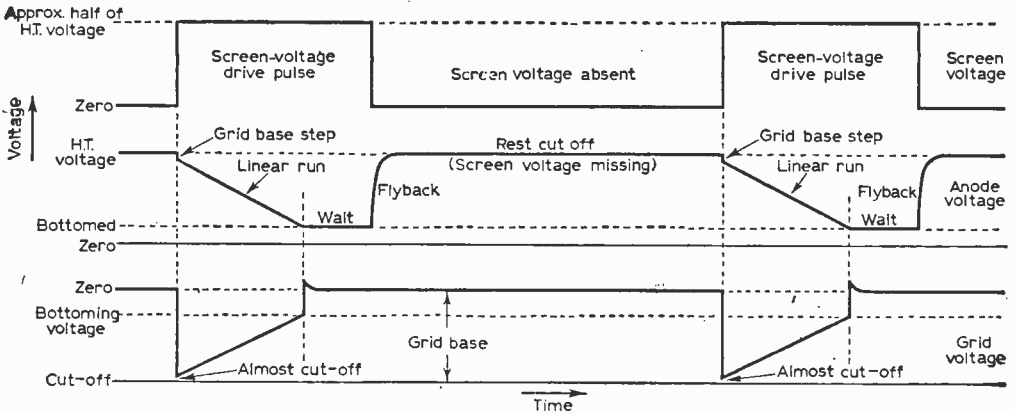 Approx. half of
H.T. voltage
Screen-voltage
drive pulse
Screen voltage absent
Screen-voltage
drive pulse
Screen
voltage
Zero
Voltage
H.T.
voltage
Grid base step
Linear run
Rest cut off
(Screen voltage missing)
Flyback
Wait
Grid base step
Linear run
Flyback
Wait
Anode
voltage
Bottomed
Zero
Zero
Bottoming
voltage
Grid base
Grid
voltage
Cut-off
Almost cut-off
Almost cut-off
Time